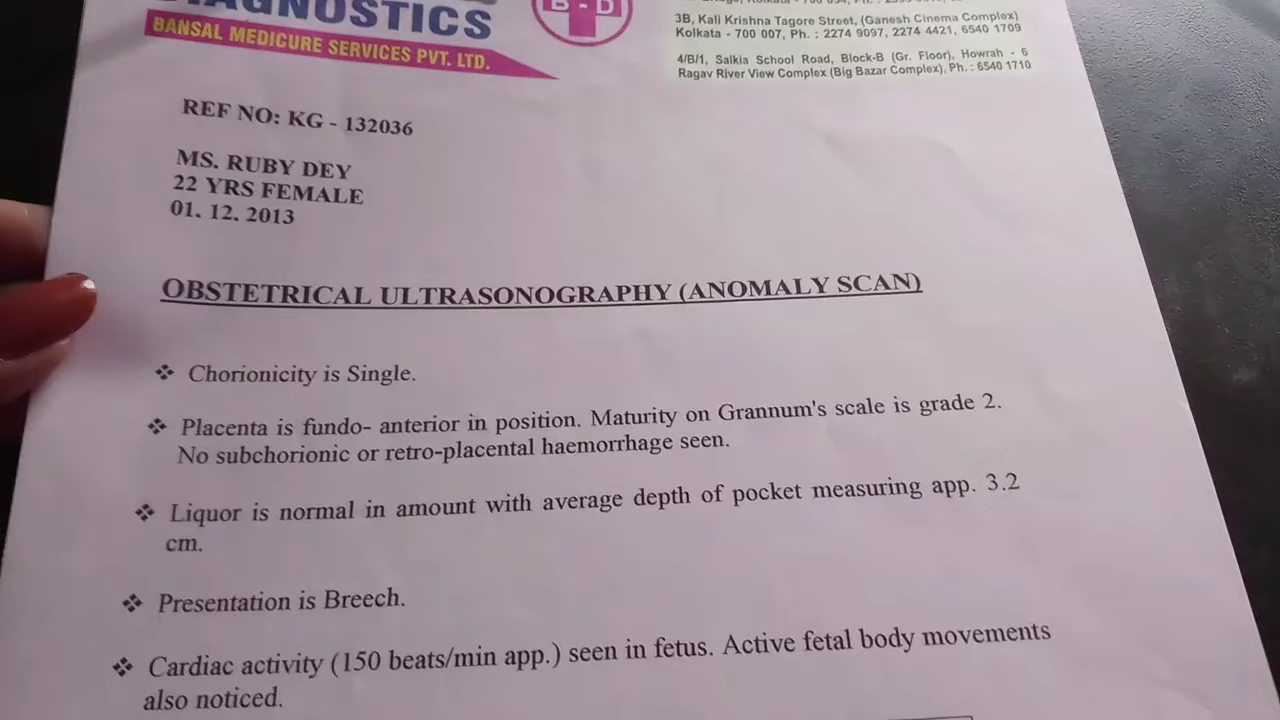 DIAGNOSTICS
BANSAL MEDICURE SERVICES PVT. LTD.
B - D
3B, Kali Krishna Tagore Street, (Ganesh Cinema Complex)
Kolkata - 700 007, Ph. : 2274 9097, 2274 4421, 6540 1709
4/B/1, Salkia School Road, Block-B (Gr. Floor), Howrah - 6
Ragav River View Complex (Big Bazar Complex), Ph. : 6540 1710
REF NO: KG - 132036
MS. RUBY DEY
22 YRS FEMALE
01. 12. 2013
OBSTETRICAL ULTRASONOGRAPHY (ANOMALY SCAN)
❖ Chorionicity is Single.
❖ Placenta is fundo- anterior in position. Maturity on Grannum's scale is grade 2.
No subchorionic or retro-placental haemorrhage seen.
❖ Liquor is normal in amount with average depth of pocket measuring app. 3.2
cm.
❖ Presentation is Breech.
❖ Cardiac activity (150 beats/min app.) seen in fetus. Active fetal body movements
also noticed.